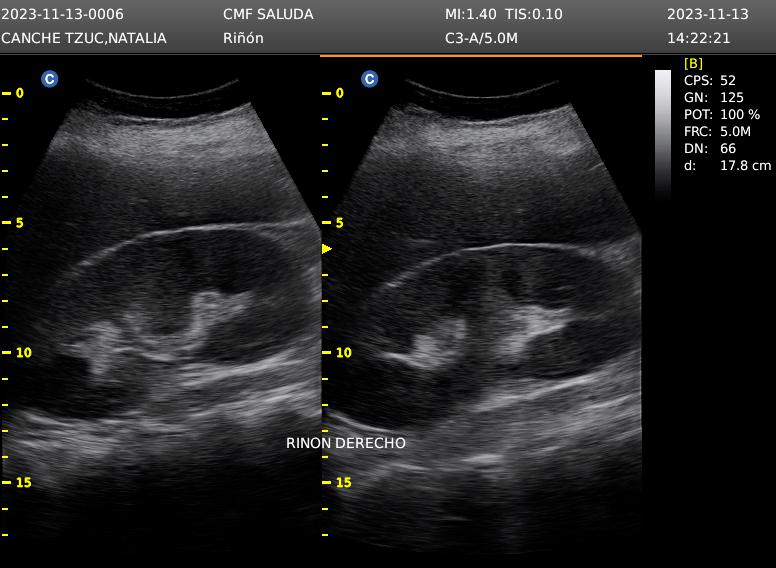 2023-11-13-0006 CMF SALUDA MI:1.40 TIS:0.10 2023-11-13
CANCHE TZUC,NATALIA Riñón C3-A/5.0M 14:22:21
C C
[B]
CPS: 52
GN: 125
POT: 100 %
FRC: 5.0M
DN: 66
d: 17.8 cm
0 0
5 5
10 10
RINON DERECHO
15 15